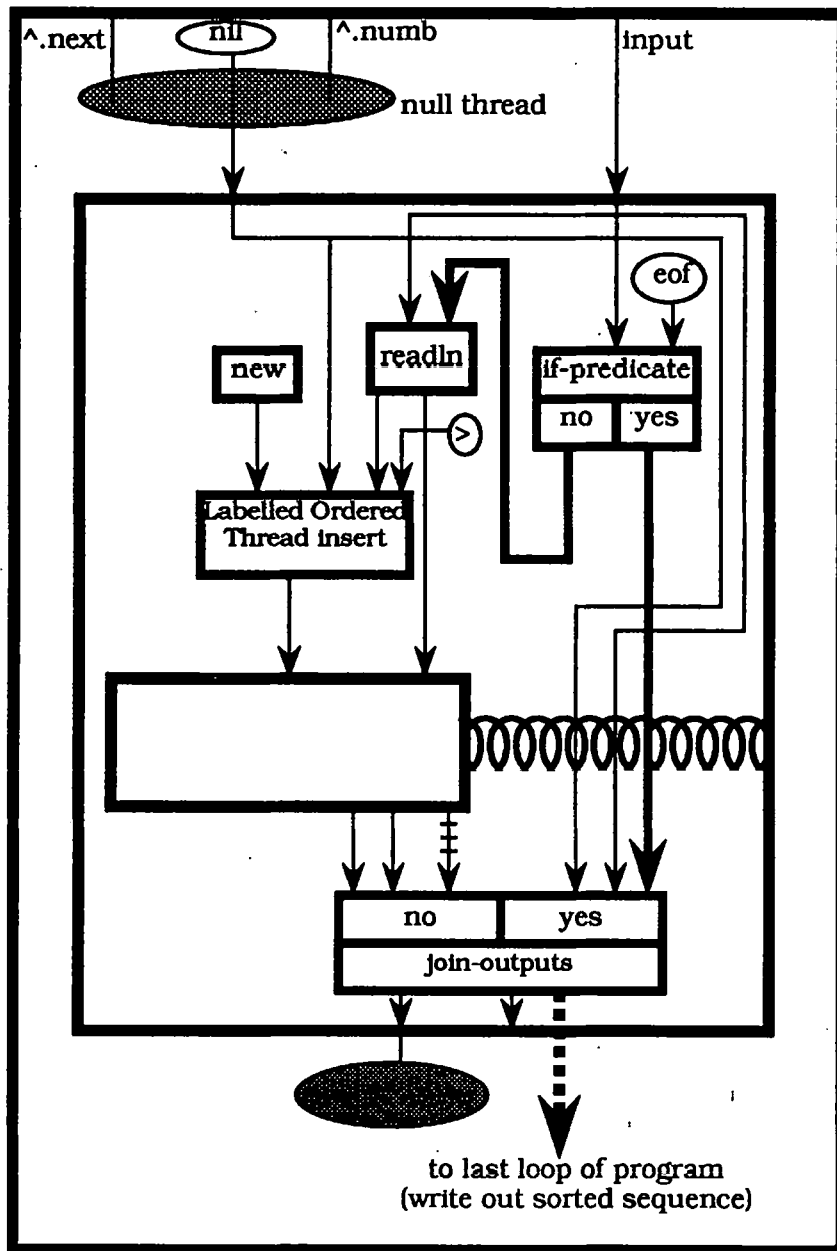 ^.next
nil
^.numb
input
null thread
eof
readln
new
if-predicate
no
yes
>
Labelled Ordered
Thread insert
no
yes
join-outputs
to last loop of program
(write out sorted sequence)